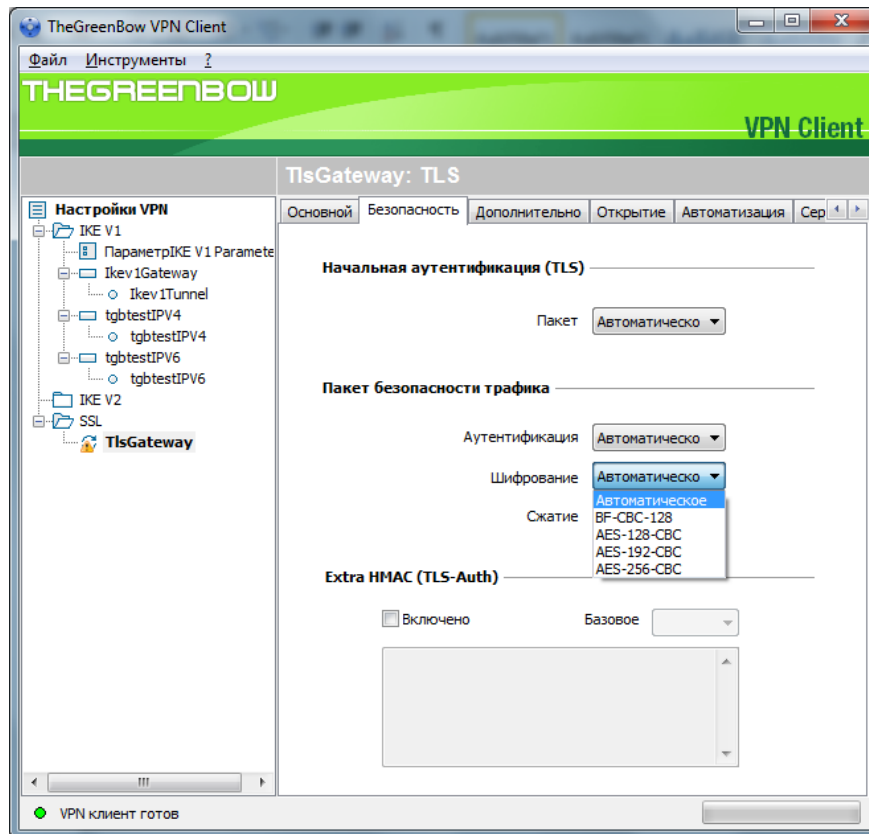 TheGreenBow VPN Client
Файл Инструменты ?
THEGREENBOW
VPN Client
TlsGateway: TLS
Настройки VPN
IKE V1
ПараметрIKE V1 Paramete
Ikev1Gateway
Ikev1Tunnel
tgbtestIPV4
tgbtestIPV4
tgbtestIPV6
tgbtestIPV6
IKE V2
SSL
TlsGateway
Основной Безопасность Дополнительно Открытие Автоматизация Сер
Начальная аутентификация (TLS)
Пакет Автоматическо
Пакет безопасности трафика
Аутентификация Автоматическо
Шифрование Автоматическо
Автоматическое
BF-CBC-128
AES-128-CBC
AES-192-CBC
AES-256-CBC
Сжатие
Extra HMAC (TLS-Auth)
Включено Базовое
VPN клиент готов